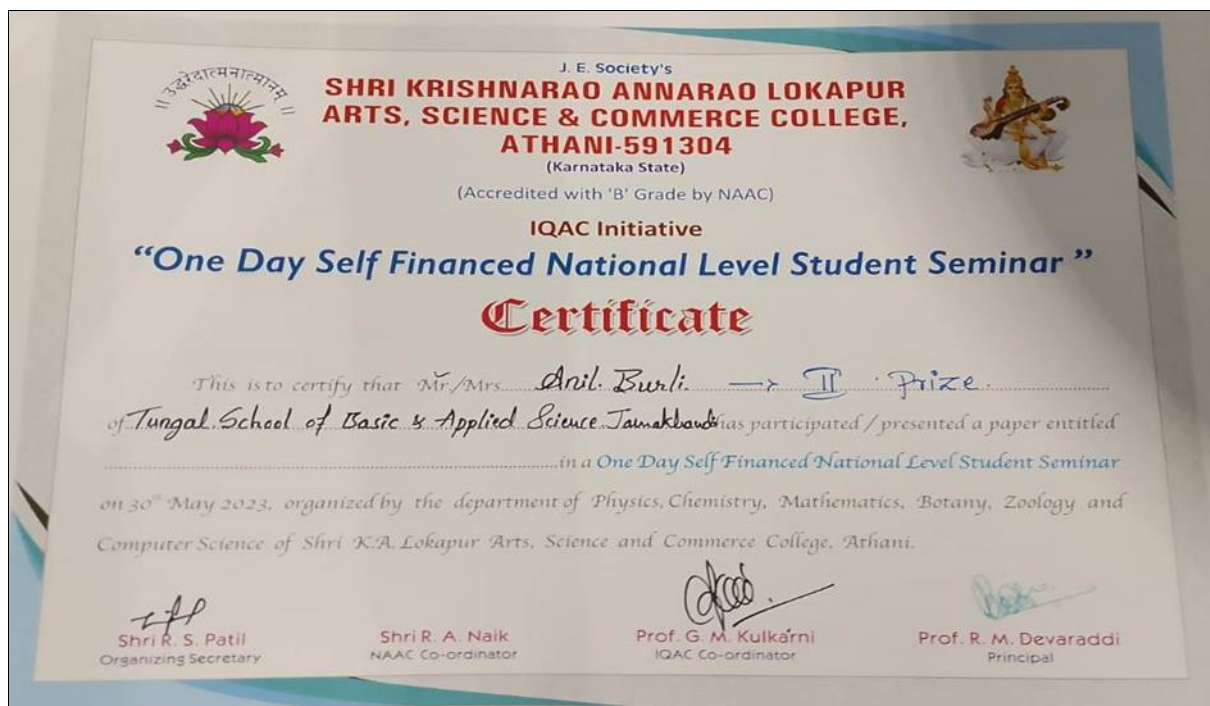 ॥ उद्धरेदात्मनात्मानम् ॥
J. E. Society's
SHRI KRISHNARAO ANNARAO LOKAPUR
ARTS, SCIENCE & COMMERCE COLLEGE,
ATHANI-591304
(Karnataka State)
(Accredited with 'B' Grade by NAAC)
IQAC Initiative
“One Day Self Financed National Level Student Seminar ”
Certificate
This is to certify that Mr./Mrs. Anil. Burli. → II Prize.
of Tungal School of Basic & Applied Science Jamakhandi has participated / presented a paper entitled
in a One Day Self Financed National Level Student Seminar
on 30th May 2023, organized by the department of Physics, Chemistry, Mathematics, Botany, Zoology and
Computer Science of Shri K.A. Lokapur Arts, Science and Commerce College, Athani.
Shri R. S. Patil Shri R. A. Naik Prof. G. M. Kulkarni Prof. R. M. Devaraddi
Organizing Secretary NAAC Co-ordinator IQAC Co-ordinator Principal